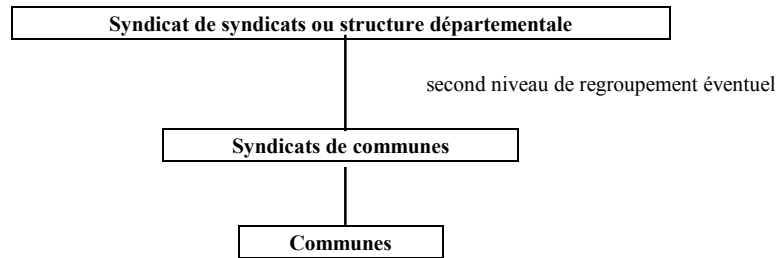 Syndicat de syndicats ou structure départementale
second niveau de regroupement éventuel
Syndicats de communes
Communes